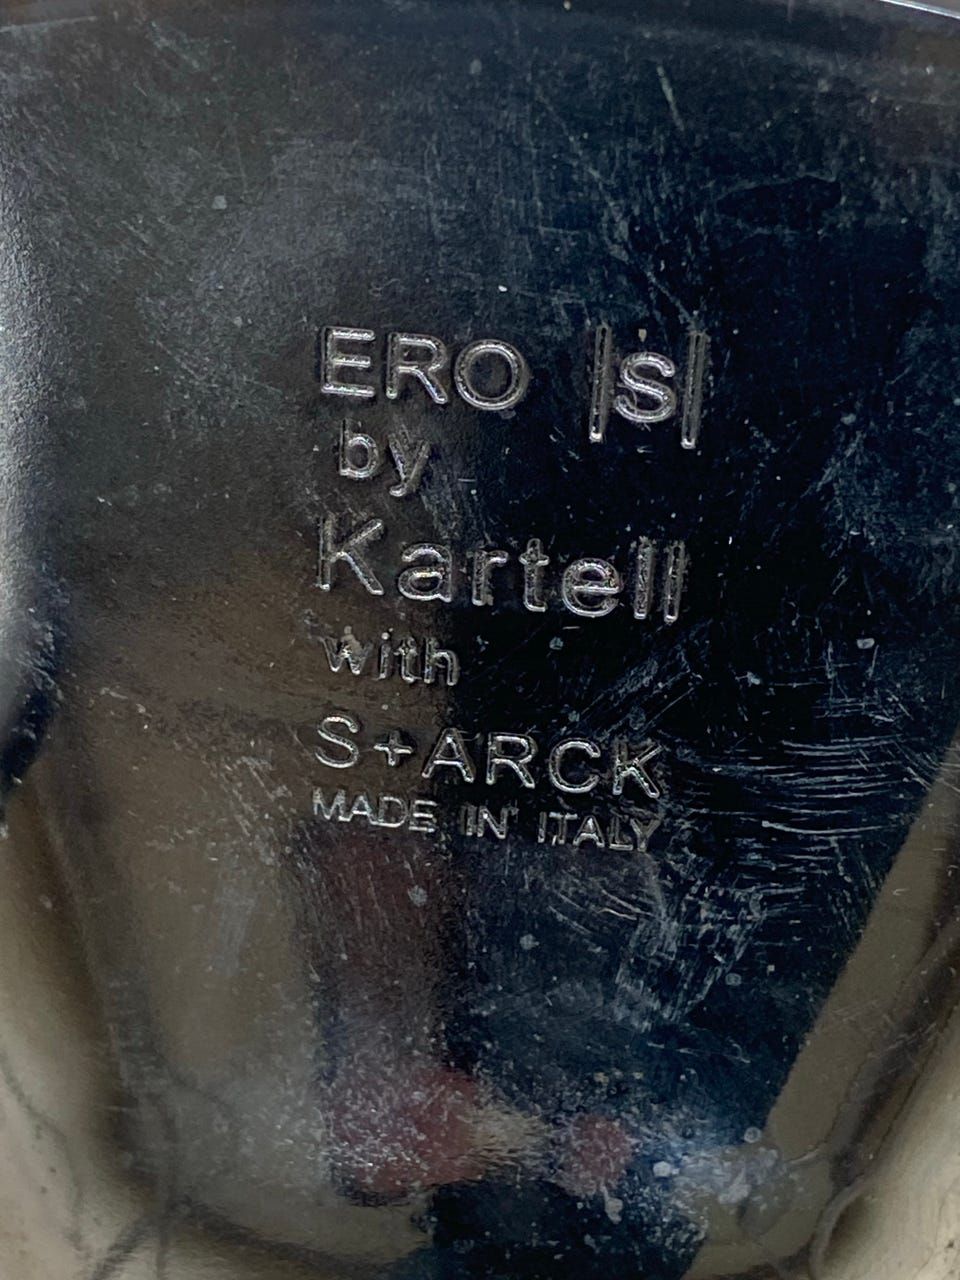 ERO |s|
by
Kartell
with
S+ARCK
MADE IN ITALY